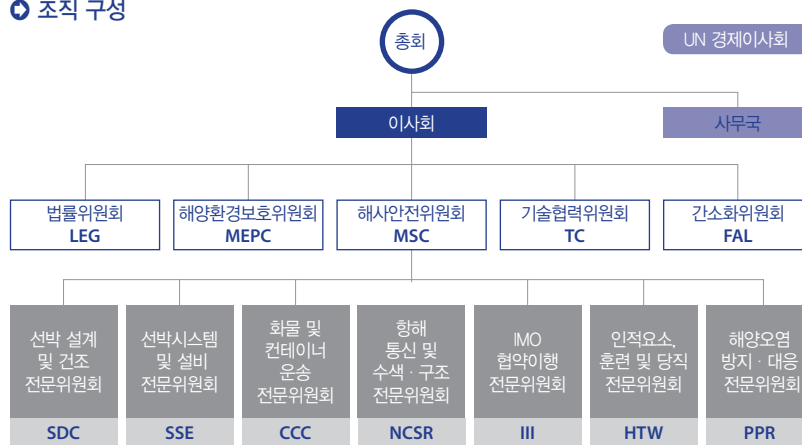 조직 구성
총회
UN 경제이사회
이사회
사무국
법률위원회
LEG
해양환경보호위원회
MEPC
해사안전위원회
MSC
기술협력위원회
TC
간소화위원회
FAL
선박 설계
및 건조
전문위원회
SDC
선박시스템
및 설비
전문위원회
SSE
화물 및
컨테이너
운송
전문위원회
CCC
항해
통신 및
수색 · 구조
전문위원회
NCSR
IMO
협약이행
전문위원회
III
인적요소,
훈련 및 당직
전문위원회
HTW
해양오염
방지 · 대응
전문위원회
PPR